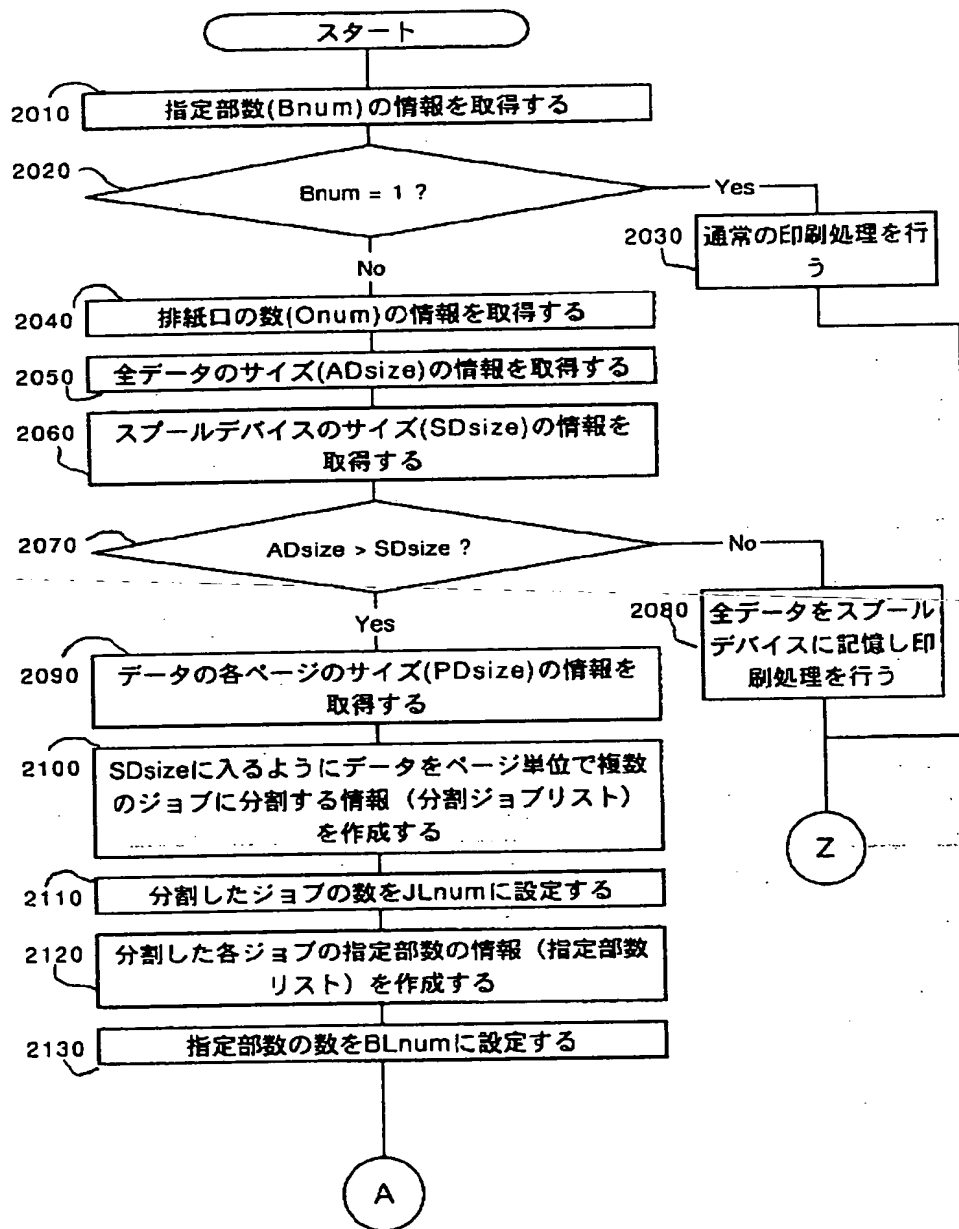 スタート
2010
指定部数(Bnum)の情報を取得する
2020
Bnum = 1 ?
Yes
2030
通常の印刷処理を行
う
No
2040
排紙口の数(Onum)の情報を取得する
2050
全データのサイズ(ADsize)の情報を取得する
2060
スプールデバイスのサイズ(SDsize)の情報を
取得する
2070
ADsize > SDsize ?
No
2080
全データをスプール
デバイスに記憶し印
刷処理を行う
Yes
2090
データの各ページのサイズ(PDsize)の情報を
取得する
2100
SDsizeに入るようにデータをページ単位で複数
のジョブに分割する情報（分割ジョブリスト）
を作成する
Z
2110
分割したジョブの数をJLnumに設定する
2120
分割した各ジョブの指定部数の情報（指定部数
リスト）を作成する
2130
指定部数の数をBLnumに設定する
A